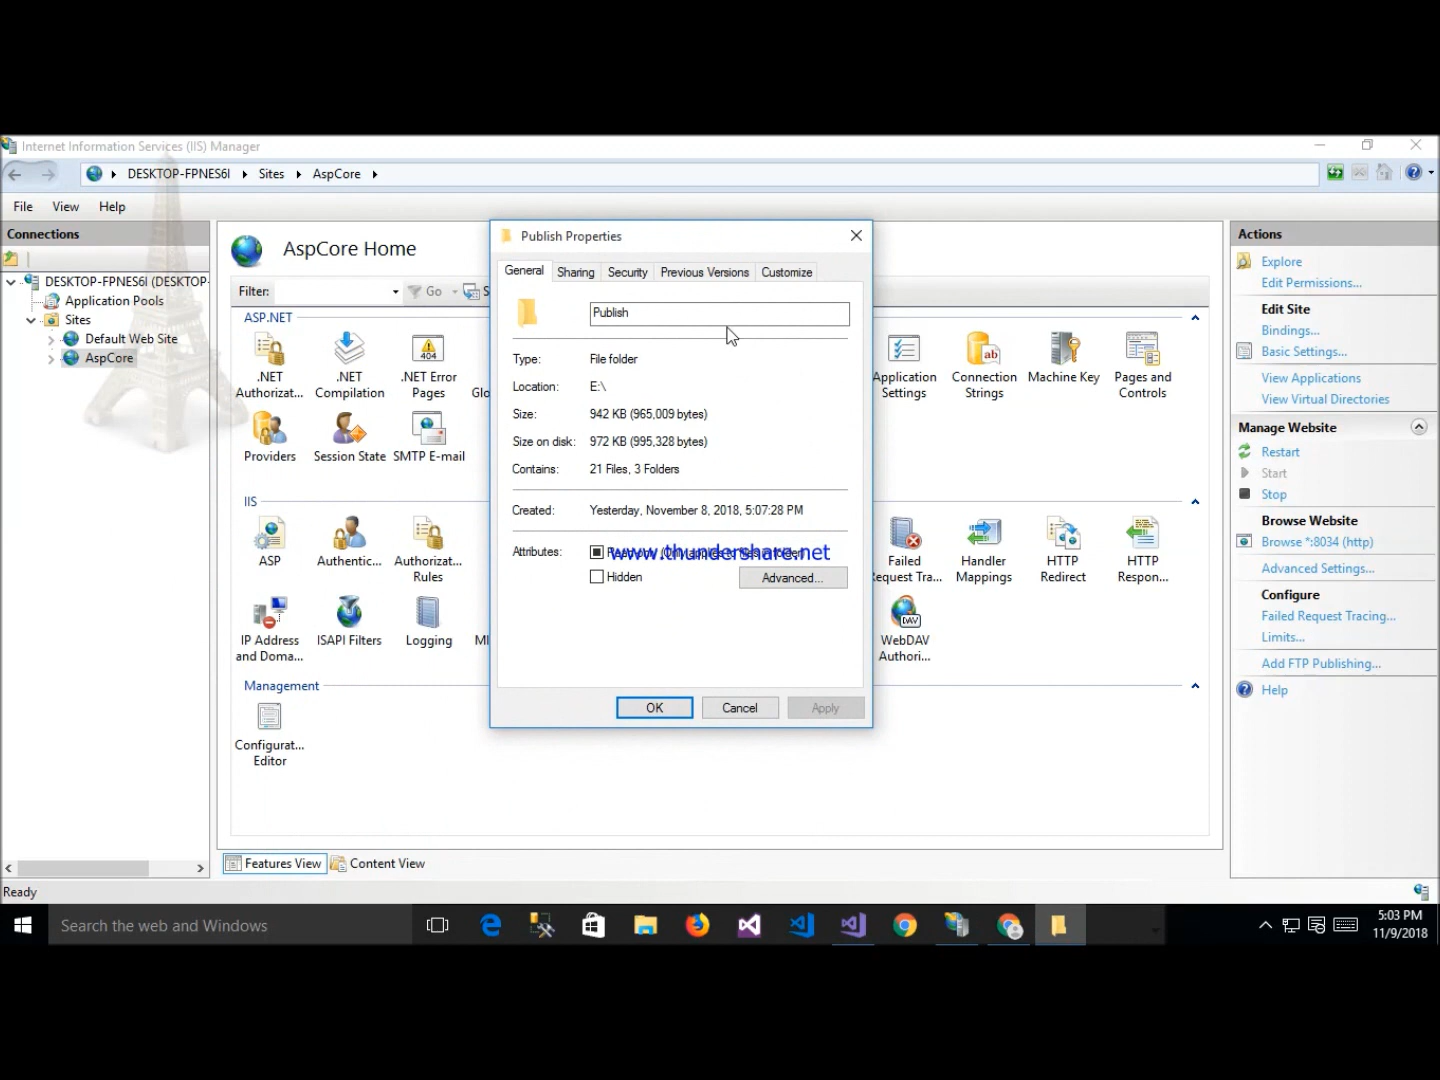 Internet Information Services (IIS) Manager
DESKTOP-FPNES6I
Sites
AspCore
File
View
Help
Connections
DESKTOP-FPNES6I (DESKTOP-
Application Pools
Sites
Default Web Site
AspCore
AspCore Home
Filter:
Go
S
ASP.NET
.NET Authorizat...
.NET Compilation
.NET Error Pages
Glo
Application Settings
Connection Strings
Machine Key
Pages and Controls
Providers
Session State
SMTP E-mail
IIS
ASP
Authentic...
Authorizat... Rules
Failed Request Tra...
Handler Mappings
HTTP Redirect
HTTP Respon...
IP Address and Doma...
ISAPI Filters
Logging
MI
WebDAV Authori...
Management
Configurat... Editor
Features View
Content View
Ready
Publish Properties
General
Sharing
Security
Previous Versions
Customize
Publish
Type: File folder
Location: E:\
Size: 942 KB (965,009 bytes)
Size on disk: 972 KB (995,328 bytes)
Contains: 21 Files, 3 Folders
Created: Yesterday, November 8, 2018, 5:07:28 PM
Attributes:
www.thundershare.net
Hidden
Advanced...
OK
Cancel
Apply
Actions
Explore
Edit Permissions...
Edit Site
Bindings...
Basic Settings...
View Applications
View Virtual Directories
Manage Website
Restart
Start
Stop
Browse Website
Browse *:8034 (http)
Advanced Settings...
Configure
Failed Request Tracing...
Limits...
Add FTP Publishing...
Help
Search the web and Windows
5:03 PM
11/9/2018